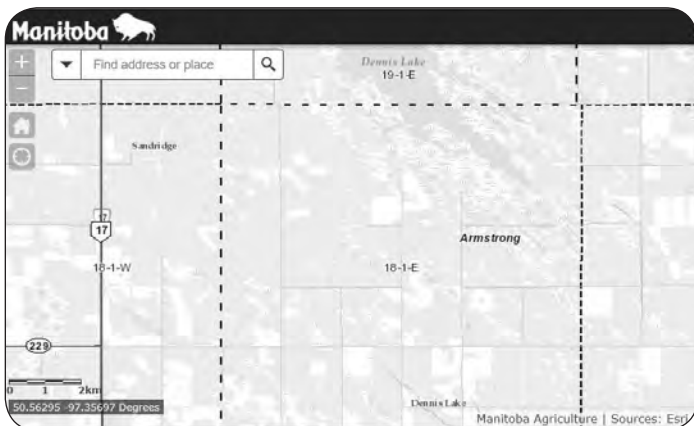 Manitoba
Find address or place
Dennis Lake
19-1-E
Sandridge
17
17
Armstrong
18-1-W
18-1-E
229
0 1 2km
50.56295 -97.35697 Degrees
Dennis Lake
Manitoba Agriculture | Sources: Esri